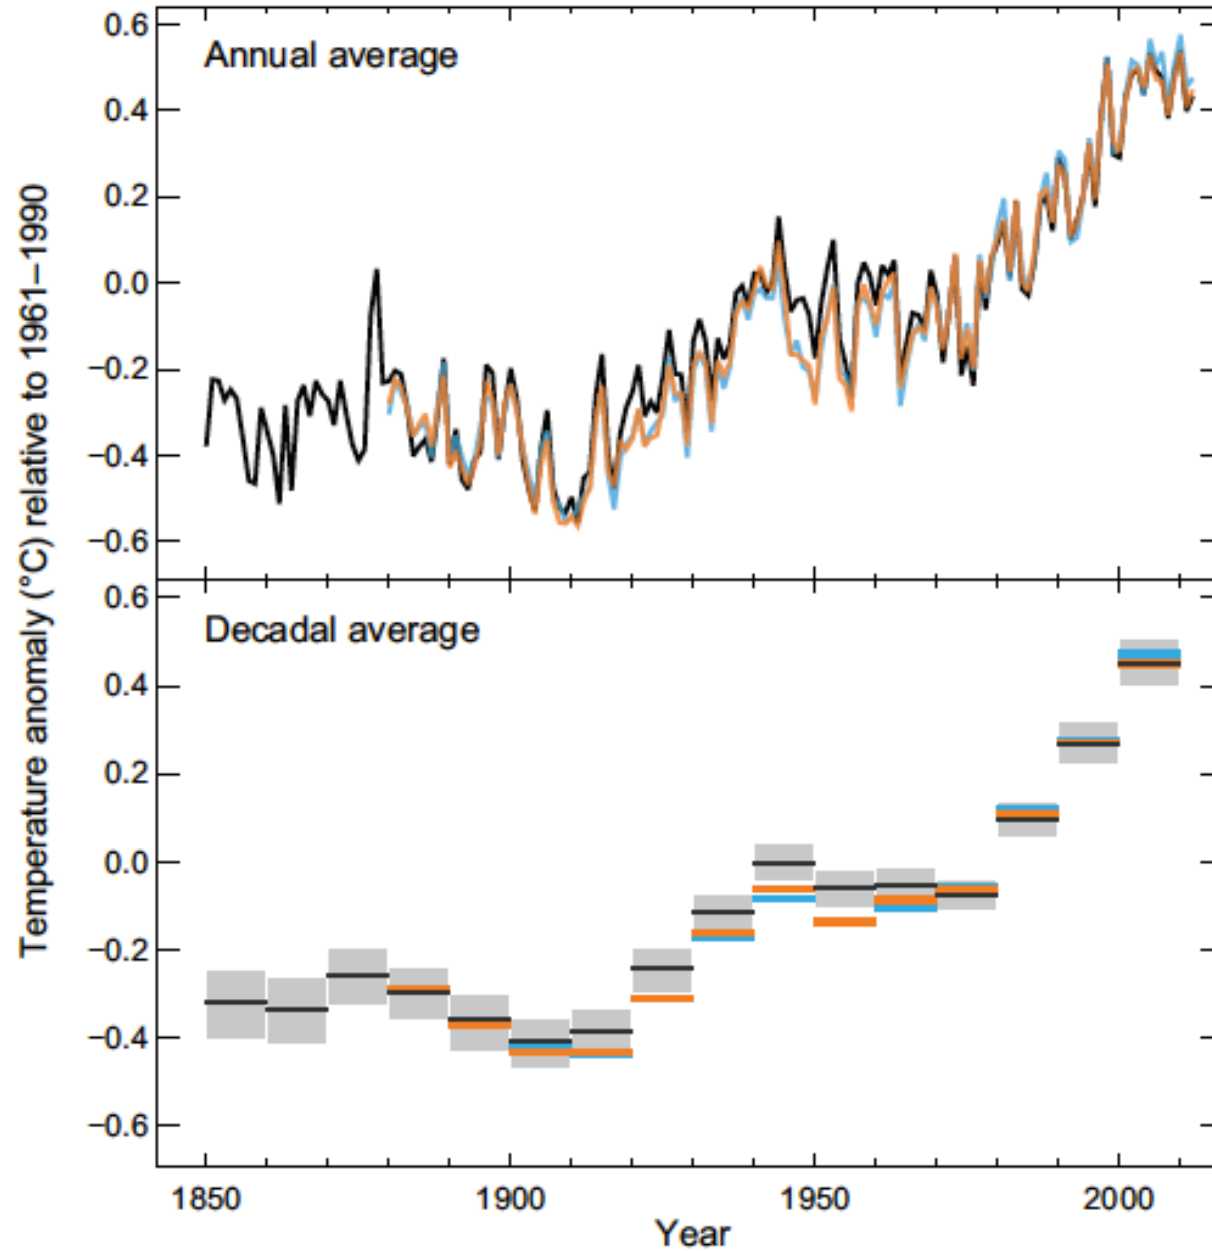 Annual average
0.6
0.4
0.2
0.0
−0.2
−0.4
−0.6
Temperature anomaly (°C) relative to 1961–1990
Decadal average
0.6
0.4
0.2
0.0
−0.2
−0.4
−0.6
1850 1900 1950 2000
Year